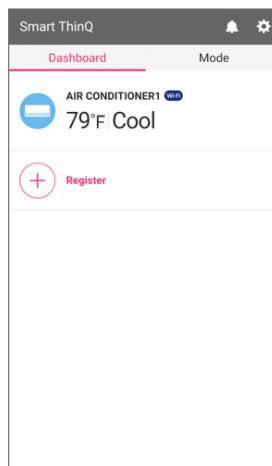 Smart ThinQ
Dashboard Mode
AIR CONDITIONER1 Wi-Fi
79°F Cool
Register